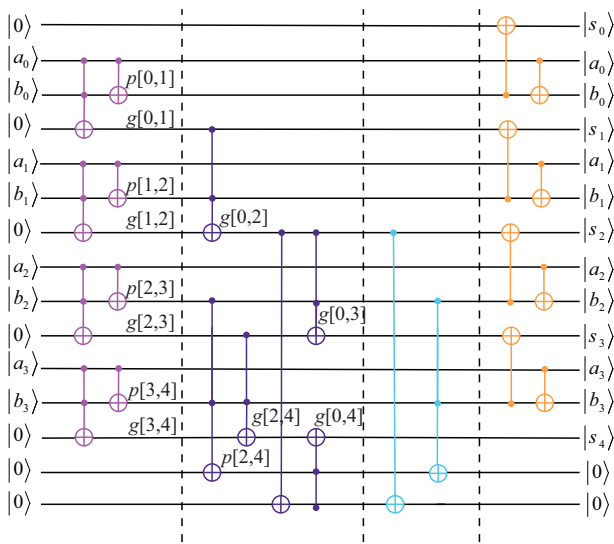 |0⟩ |s₀⟩
|a₀⟩ |a₀⟩
|b₀⟩ p[0,1] |b₀⟩
|0⟩ g[0,1] |s₁⟩
|a₁⟩ |a₁⟩
|b₁⟩ p[1,2] |b₁⟩
|0⟩ g[1,2] g[0,2] |s₂⟩
|a₂⟩ |a₂⟩
|b₂⟩ p[2,3] |b₂⟩
|0⟩ g[2,3] g[0,3] |s₃⟩
|a₃⟩ |a₃⟩
|b₃⟩ p[3,4] |b₃⟩
|0⟩ g[3,4] g[2,4] g[0,4] |s₄⟩
|0⟩ p[2,4] |0⟩
|0⟩ |0⟩